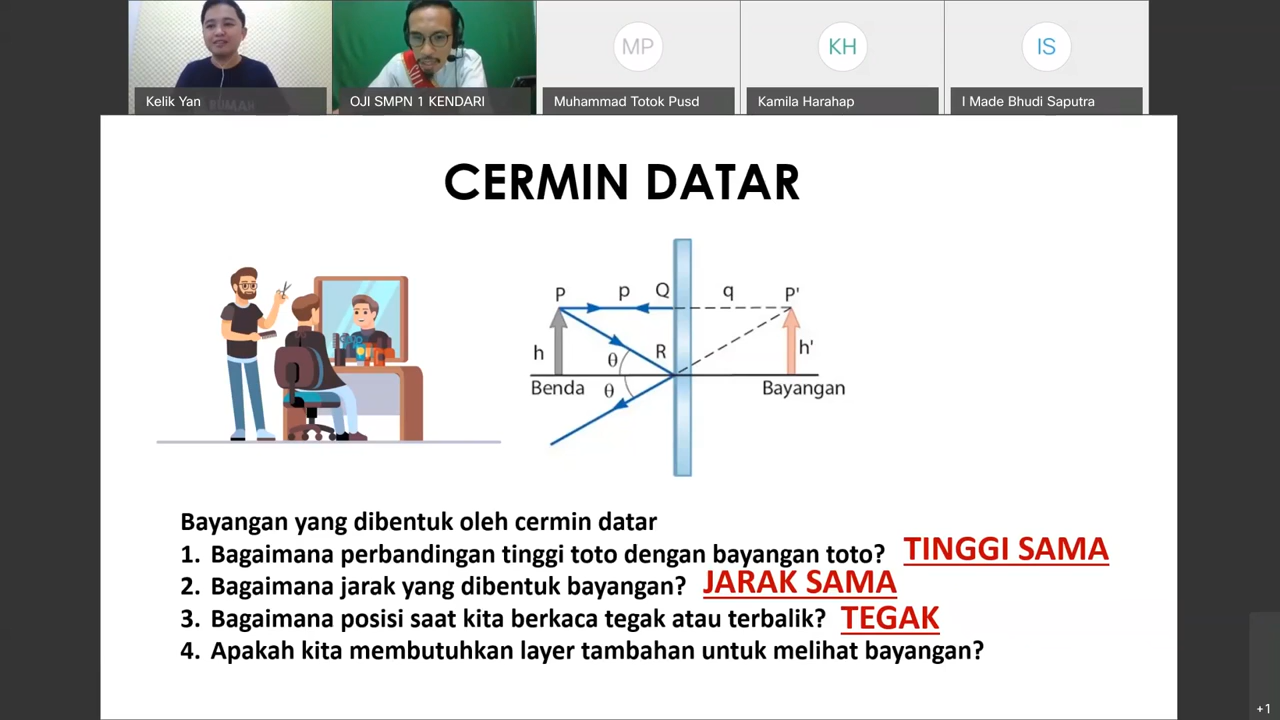 Kelik Yan
OJI SMPN 1 KENDARI
MP
Muhammad Totok Pusd
KH
Kamila Harahap
IS
I Made Bhudi Saputra
RUMAH
CERMIN DATAR
P p Q q P'
h θ R h'
Benda θ Bayangan
Bayangan yang dibentuk oleh cermin datar
1. Bagaimana perbandingan tinggi toto dengan bayangan toto? TINGGI SAMA
2. Bagaimana jarak yang dibentuk bayangan? JARAK SAMA
3. Bagaimana posisi saat kita berkaca tegak atau terbalik? TEGAK
4. Apakah kita membutuhkan layer tambahan untuk melihat bayangan?
+1